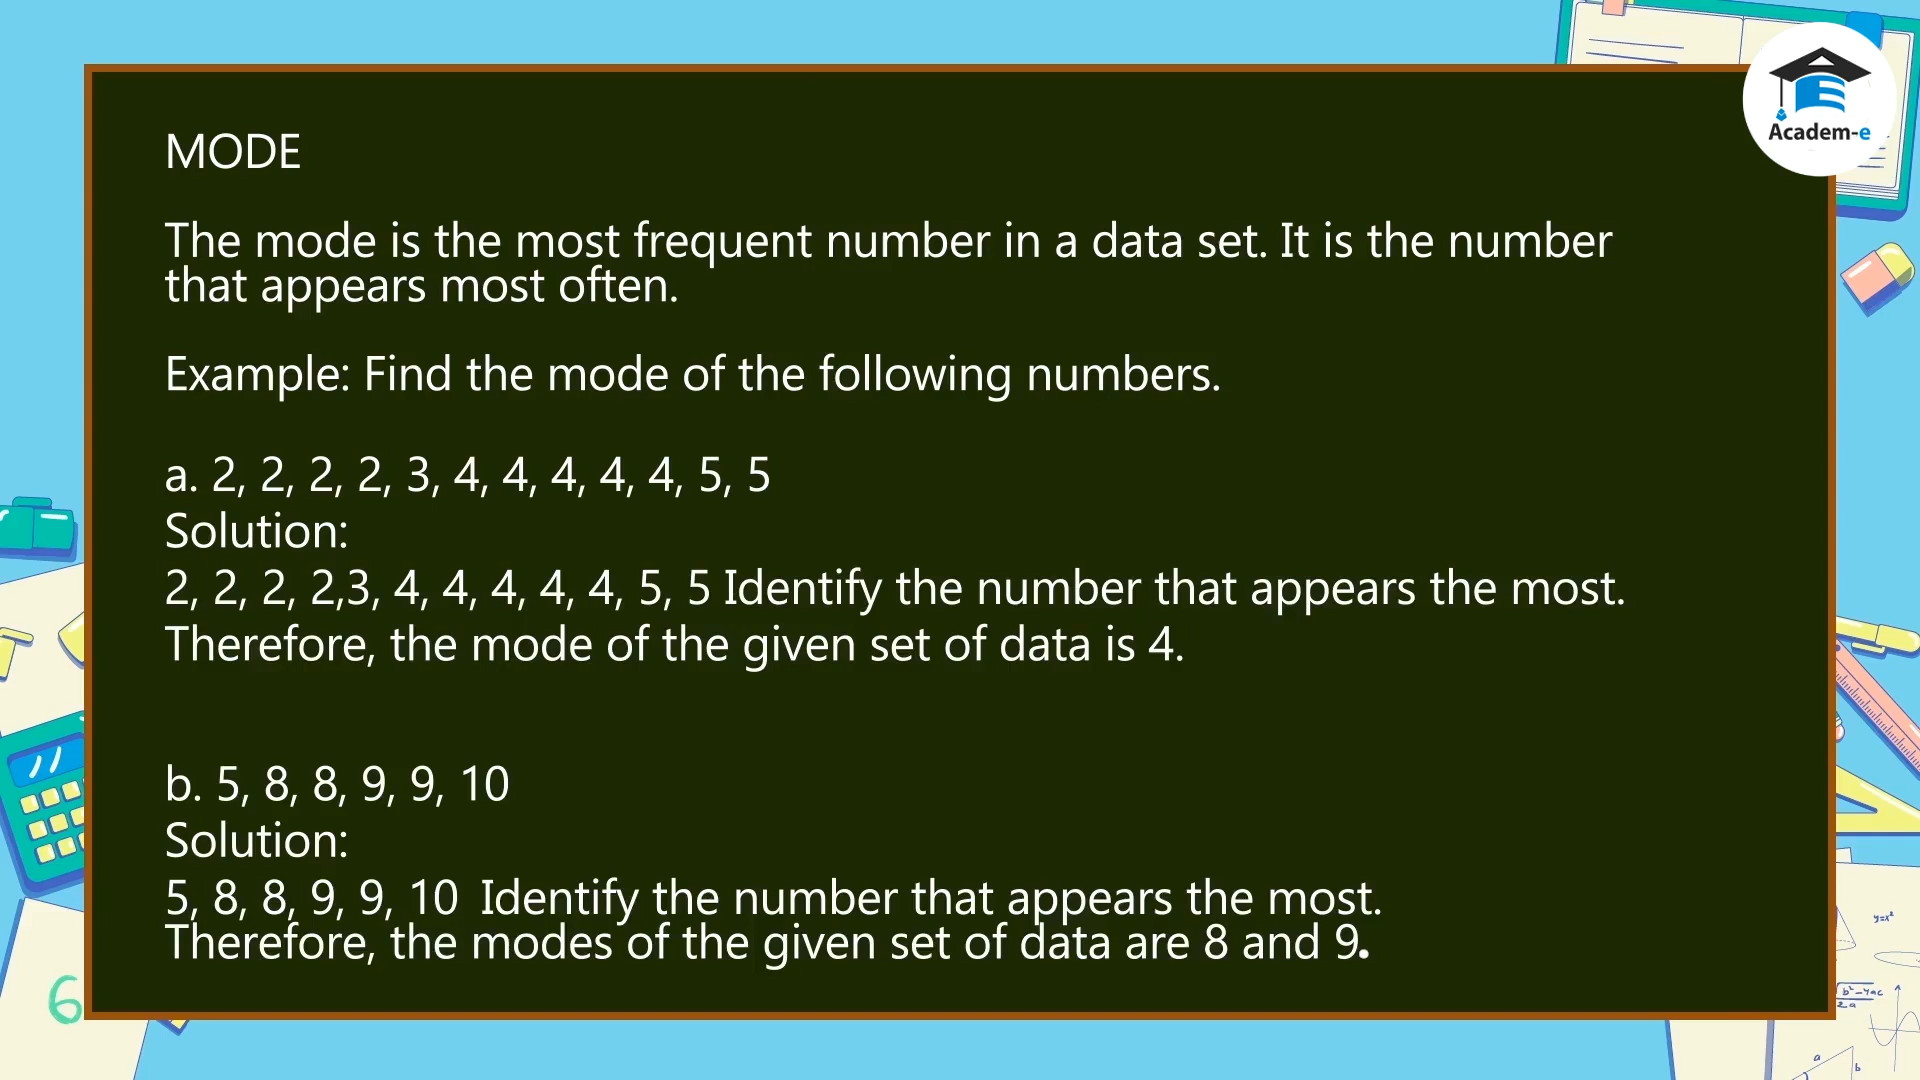 Academ-e
MODE
The mode is the most frequent number in a data set. It is the number
that appears most often.
Example: Find the mode of the following numbers.
a. 2, 2, 2, 2, 3, 4, 4, 4, 4, 4, 5, 5
Solution:
2, 2, 2, 2,3, 4, 4, 4, 4, 4, 5, 5 Identify the number that appears the most.
Therefore, the mode of the given set of data is 4.
b. 5, 8, 8, 9, 9, 10
Solution:
5, 8, 8, 9, 9, 10  Identify the number that appears the most.
Therefore, the modes of the given set of data are 8 and 9.
6
y=x²
b²-4ac
2a
a
b